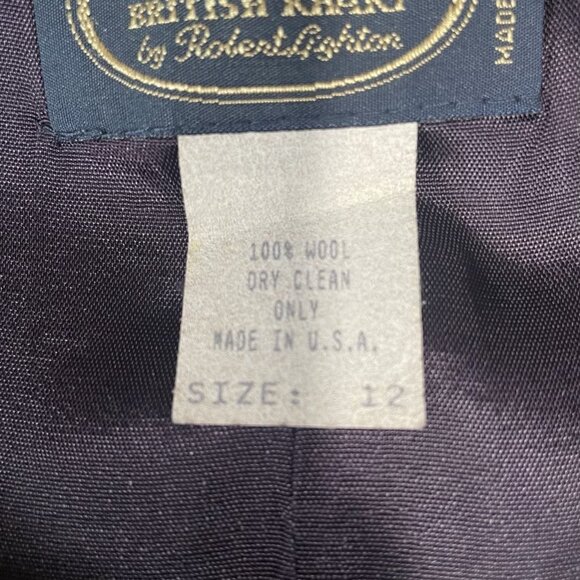 BRITISH KHAKI
by Robert Lighton
MADE
100% WOOL
DRY CLEAN
ONLY
MADE IN U.S.A.
SIZE: 12